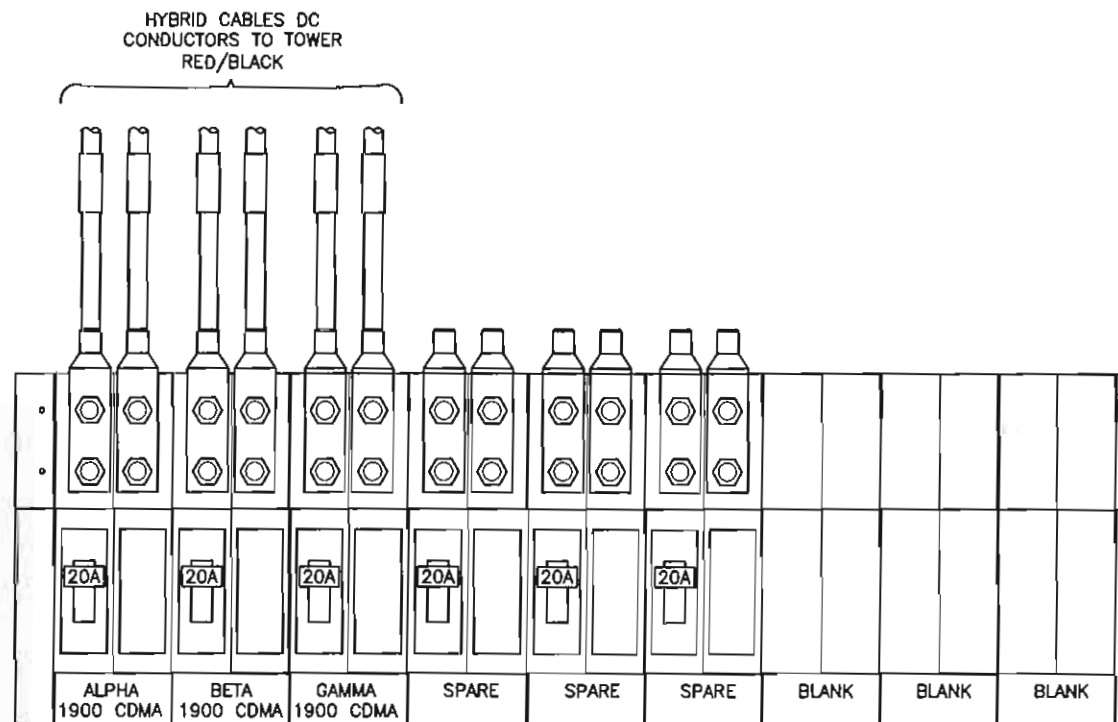 HYBRID CABLES DC
CONDUCTORS TO TOWER
RED/BLACK
20A 20A 20A 20A 20A 20A
ALPHA BETA GAMMA SPARE SPARE SPARE BLANK BLANK BLANK
1900 CDMA 1900 CDMA 1900 CDMA